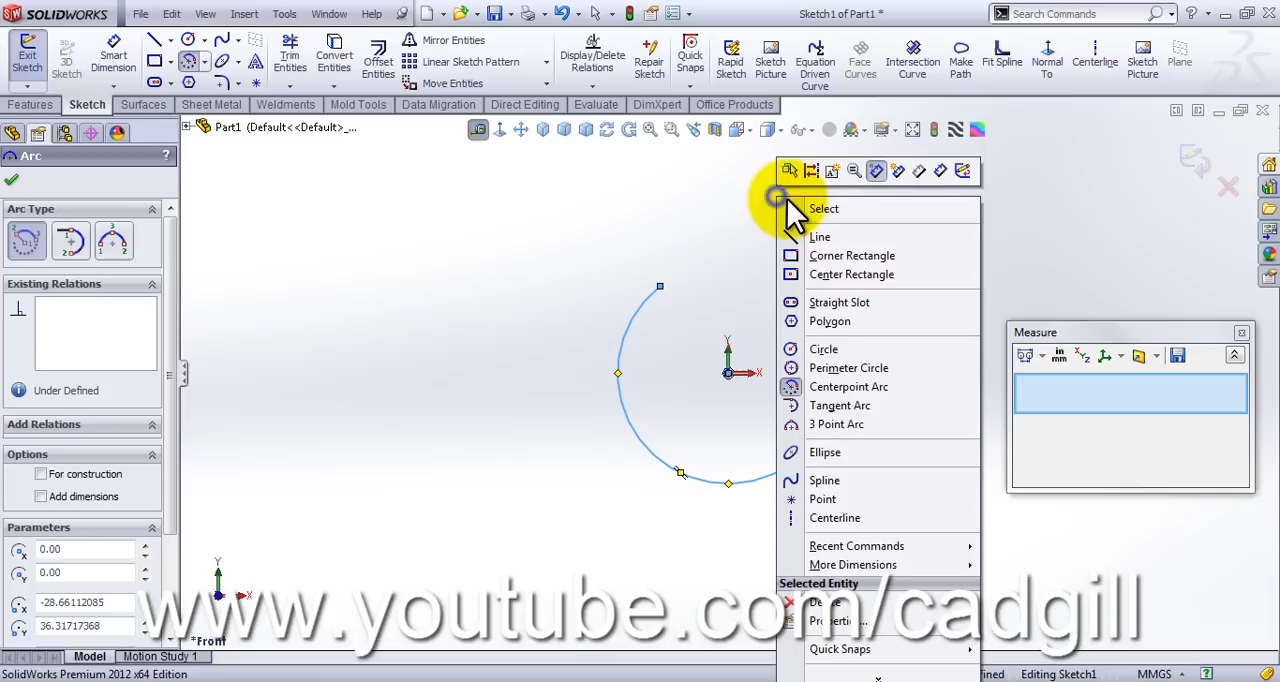 SOLIDWORKS File Edit View Insert Tools Window Help Sketch1 of Part1 * Search Commands
Exit Sketch
3D Sketch
Smart Dimension
Trim Entities
Convert Entities
Offset Entities
Mirror Entities
Linear Sketch Pattern
Move Entities
Display/Delete Relations
Repair Sketch
Quick Snaps
Rapid Sketch
Sketch Picture
Equation Driven Curve
Face Curves
Intersection Curve
Make Path
Fit Spline
Normal To
Centerline
Sketch Picture
Plane
Features Sketch Surfaces Sheet Metal Weldments Mold Tools Data Migration Direct Editing Evaluate DimXpert Office Products
Part1 (Default<<Default>_...
Arc ?
Arc Type
Existing Relations
Under Defined
Add Relations
Options
For construction
Add dimensions
Parameters
0.00
0.00
-28.66112085
36.31717368
Select
Line
Corner Rectangle
Center Rectangle
Straight Slot
Polygon
Circle
Perimeter Circle
Centerpoint Arc
Tangent Arc
3 Point Arc
Ellipse
Spline
Point
Centerline
Recent Commands
More Dimensions
Selected Entity
Quick Snaps
Measure
in
mm
Y
X
Y
*Front
www.youtube.com/cadgill
Model Motion Study 1
SolidWorks Premium 2012 x64 Edition Editing Sketch1 MMGS